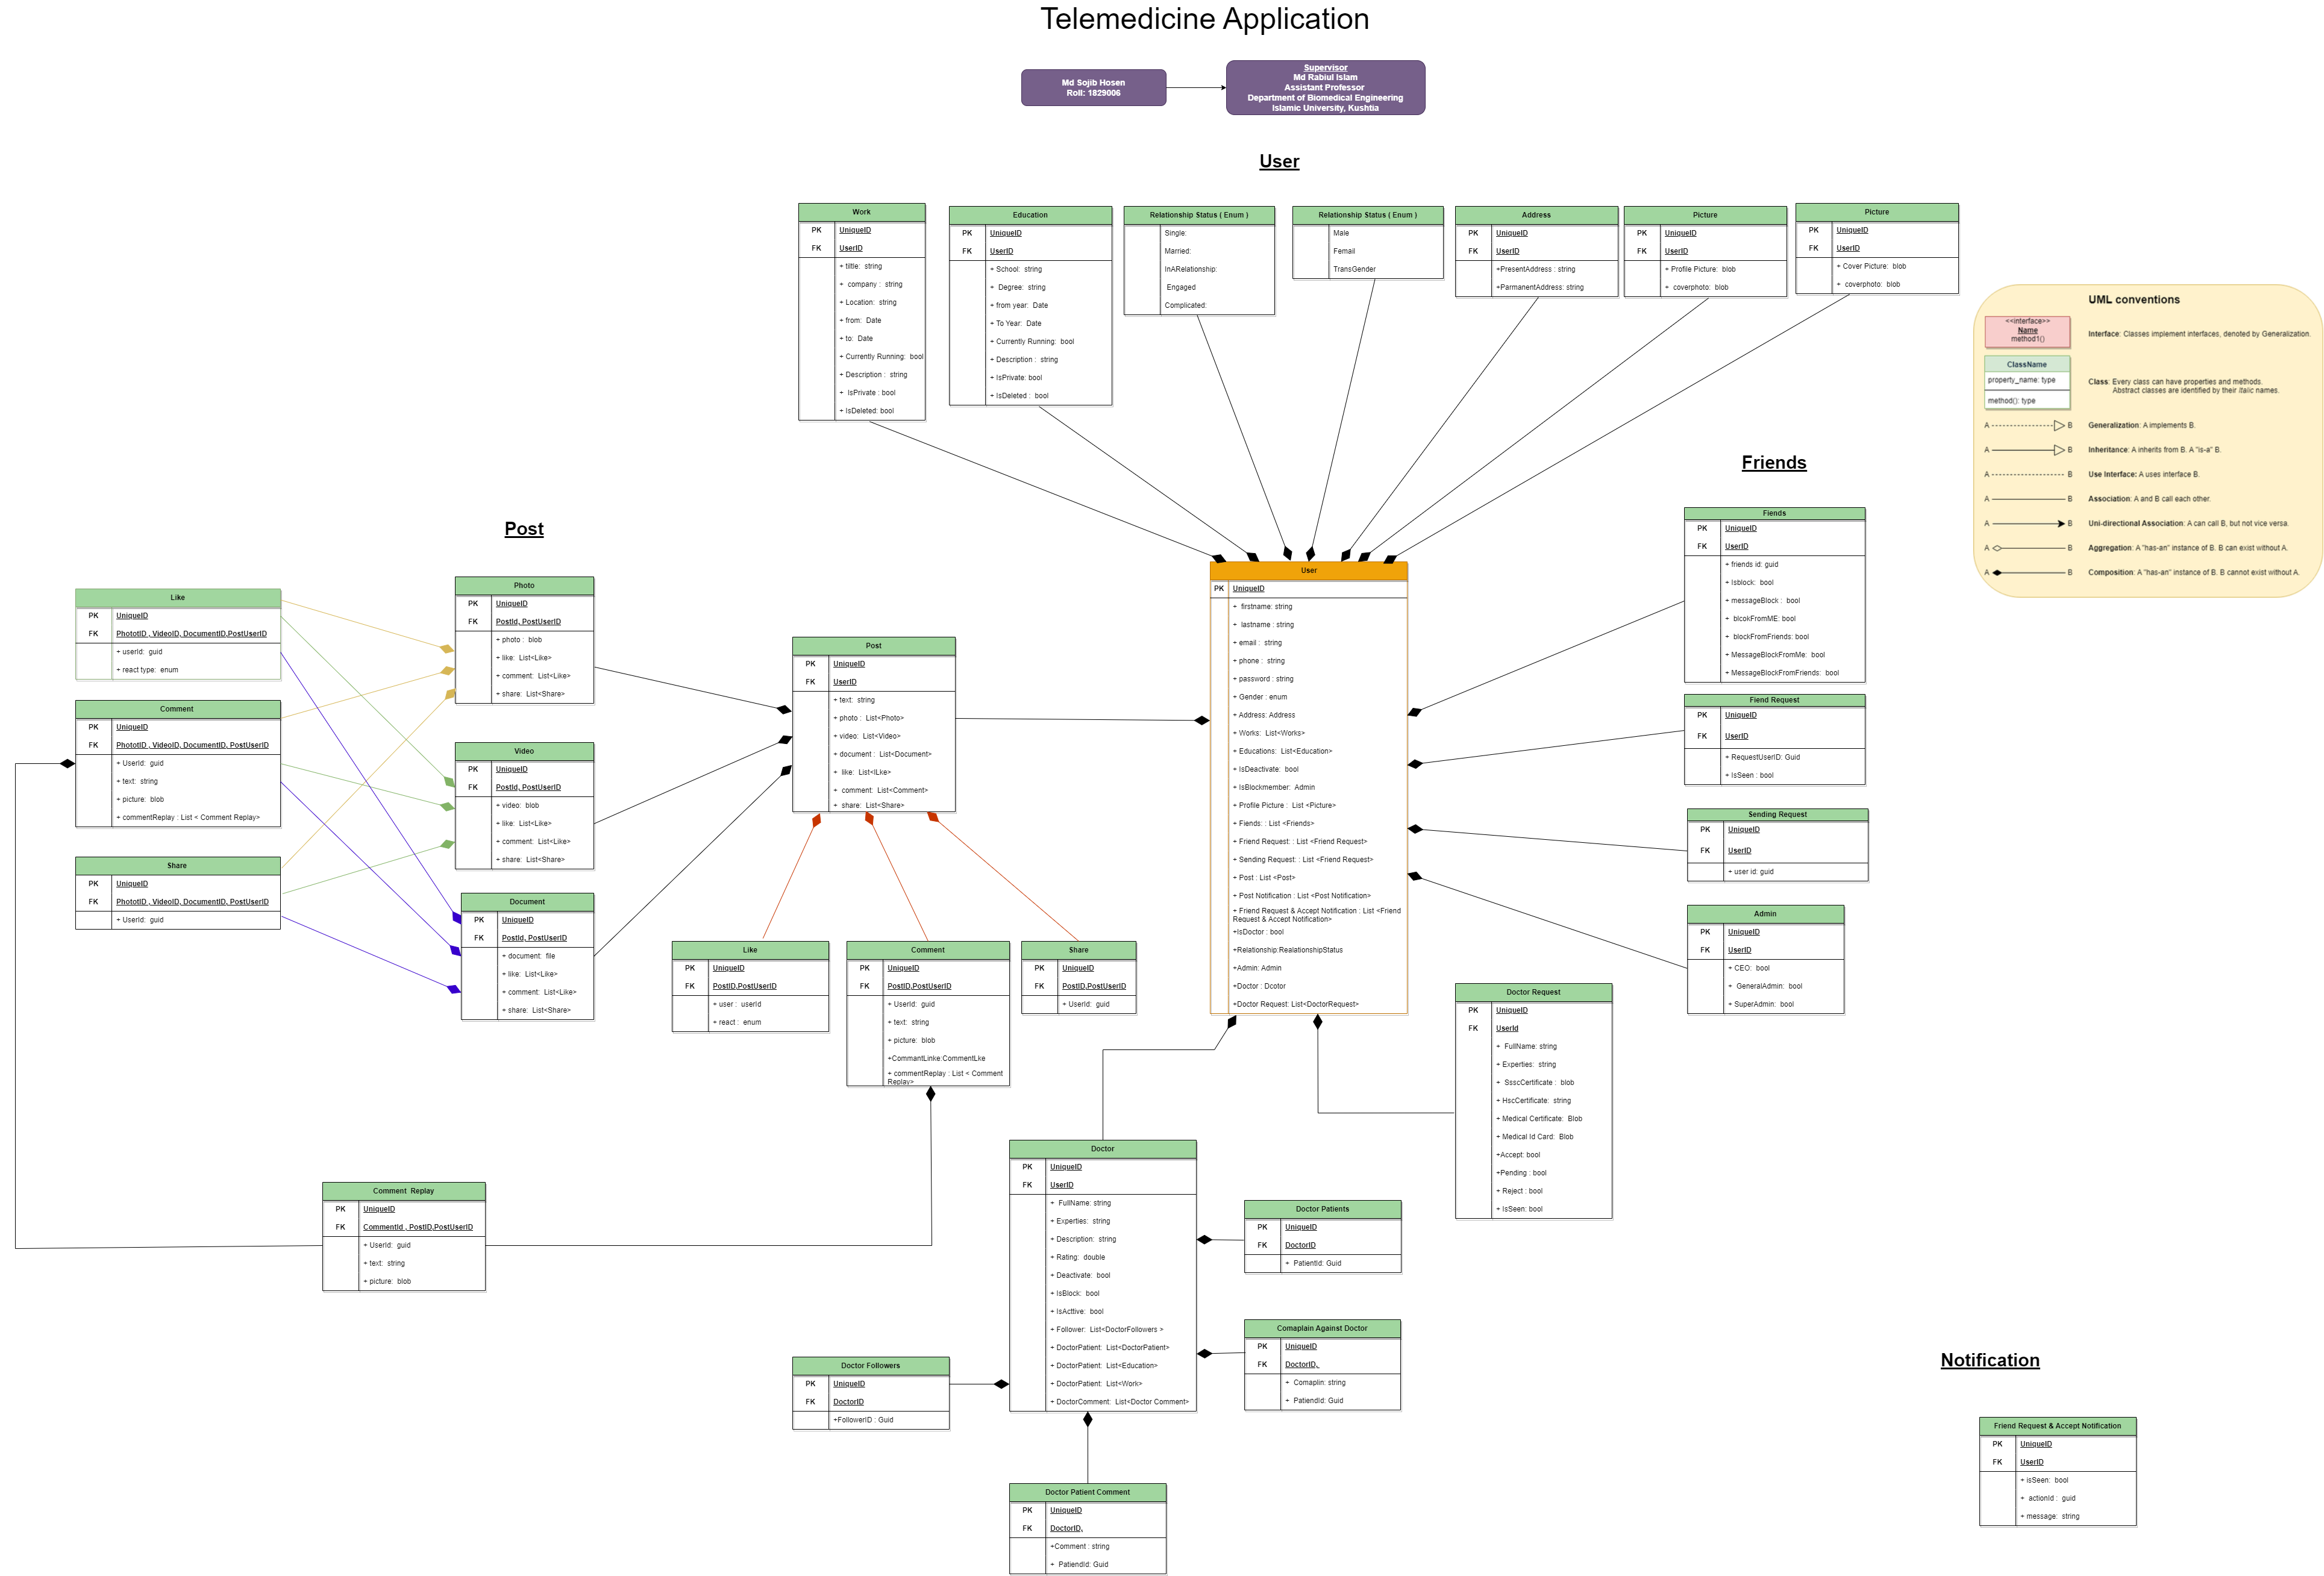 Telemedicine Application
Md Sojib Hosen
Roll: 1829006
Supervisor
Md Rabiul Islam
Assistant Professor
Department of Biomedical Engineering
Islamic University, Kushtia
User
Work
PK UniqueID
FK UserID
+ tiitle: string
+ company : string
+ Location: string
+ from: Date
+ to: Date
+ Currently Running: bool
+ Description : string
+ IsPrivate : bool
+ IsDeleted: bool
Education
PK UniqueID
FK UserID
+ School: string
+ Degree: string
+ from year: Date
+ To Year: Date
+ Currently Running: bool
+ Description : string
+ IsPrivate: bool
+ IsDeleted : bool
Relationship Status ( Enum )
Single:
Married:
InARelationship:
Engaged
Complicated:
Relationship Status ( Enum )
Male
Femail
TransGender
Address
PK UniqueID
FK UserID
+PresentAddress : string
+ParmanentAddress: string
Picture
PK UniqueID
FK UserID
+ Profile Picture: blob
+ coverphoto: blob
Picture
PK UniqueID
FK UserID
+ Cover Picture: blob
+ coverphoto: blob
UML conventions
<<interface>>
Name
method1()
Interface: Classes implement interfaces, denoted by Generalization.
ClassName
property_name: type
method(): type
Class: Every class can have properties and methods.
Abstract classes are identified by their italic names.
A B Generalization: A implements B.
A B Inheritance: A inherits from B. A "is-a" B.
A B Use Interface: A uses interface B.
A B Association: A and B call each other.
A B Uni-directional Association: A can call B, but not vice versa.
A B Aggregation: A "has-an" instance of B. B can exist without A.
A B Composition: A "has-an" instance of B. B cannot exist without A.
Friends
Fiends
PK UniqueID
FK UserID
+ friends id: guid
+ Isblock: bool
+ messageBlock : bool
+ blcokFromME: bool
+ blockFromFriends: bool
+ MessageBlockFromMe: bool
+ MessageBlockFromFriends: bool
Fiend Request
PK UniqueID
FK UserID
+ RequestUserID: Guid
+ IsSeen : bool
Sending Request
PK UniqueID
FK UserID
+ user id: guid
Admin
PK UniqueID
FK UserID
+ CEO: bool
+ GeneralAdmin: bool
+ SuperAdmin: bool
User
PK UniqueID
+ firstname: string
+ lastname : string
+ email : string
+ phone : string
+ password : string
+ Gender : enum
+ Address: Address
+ Works: List<Works>
+ Educations: List<Education>
+ IsDeactivate: bool
+ IsBlockmember: Admin
+ Profile Picture : List <Picture>
+ Fiends: : List <Friends>
+ Friend Request: : List <Friend Request>
+ Sending Request: : List <Friend Request>
+ Post : List <Post>
+ Post Notification : List <Post Notification>
+ Friend Request & Accept Notification : List <Friend
Request & Accept Notification>
+IsDoctor : bool
+Relationship:RealationshipStatus
+Admin: Admin
+Doctor : Dcotor
+Doctor Request: List<DoctorRequest>
Post
Like
PK UniqueID
FK PhototID , VideoID, DocumentID,PostUserID
+ userId: guid
+ react type: enum
Comment
PK UniqueID
FK PhototID , VideoID, DocumentID, PostUserID
+ UserId: guid
+ text: string
+ picture: blob
+ commentReplay : List < Comment Replay>
Share
PK UniqueID
FK PhototID , VideoID, DocumentID, PostUserID
+ UserId: guid
Photo
PK UniqueID
FK PostId, PostUserID
+ photo : blob
+ like: List<Like>
+ comment: List<Like>
+ share: List<Share>
Video
PK UniqueID
FK PostId, PostUserID
+ video: blob
+ like: List<Like>
+ comment: List<Like>
+ share: List<Share>
Document
PK UniqueID
FK PostId, PostUserID
+ document: file
+ like: List<Like>
+ comment: List<Like>
+ share: List<Share>
Post
PK UniqueID
FK UserID
+ text: string
+ photo : List<Photo>
+ video: List<Video>
+ document : List<Document>
+ like: List<lLke>
+ comment: List<Comment>
+ share: List<Share>
Like
PK UniqueID
FK PostID,PostUserID
+ user : userId
+ react : enum
Comment
PK UniqueID
FK PostID,PostUserID
+ UserId: guid
+ text: string
+ picture: blob
+CommantLinke:CommentLke
+ commentReplay : List < Comment
Replay>
Share
PK UniqueID
FK PostID,PostUserID
+ UserId: guid
Comment Replay
PK UniqueID
FK CommentId , PostID,PostUserID
+ UserId: guid
+ text: string
+ picture: blob
Doctor Request
PK UniqueID
FK UserId
+ FullName: string
+ Experties: string
+ SsscCertificate : blob
+ HscCertificate: string
+ Medical Certificate: Blob
+ Medical Id Card: Blob
+Accept: bool
+Pending : bool
+ Reject : bool
+ IsSeen: bool
Doctor
PK UniqueID
FK UserID
+ FullName: string
+ Experties: string
+ Description: string
+ Rating: double
+ Deactivate: bool
+ IsBlock: bool
+ IsActtive: bool
+ Follower: List<DoctorFollowers >
+ DoctorPatient: List<DoctorPatient>
+ DoctorPatient: List<Education>
+ DoctorPatient: List<Work>
+ DoctorComment: List<Doctor Comment>
Doctor Patients
PK UniqueID
FK DoctorID
+ PatientId: Guid
Comaplain Against Doctor
PK UniqueID
FK DoctorID,
+ Comaplin: string
+ PatiendId: Guid
Doctor Followers
PK UniqueID
FK DoctorID
+FollowerID : Guid
Doctor Patient Comment
PK UniqueID
FK DoctorID,
+Comment : string
+ PatiendId: Guid
Notification
Friend Request & Accept Notification
PK UniqueID
FK UserID
+ isSeen: bool
+ actionId : guid
+ message: string